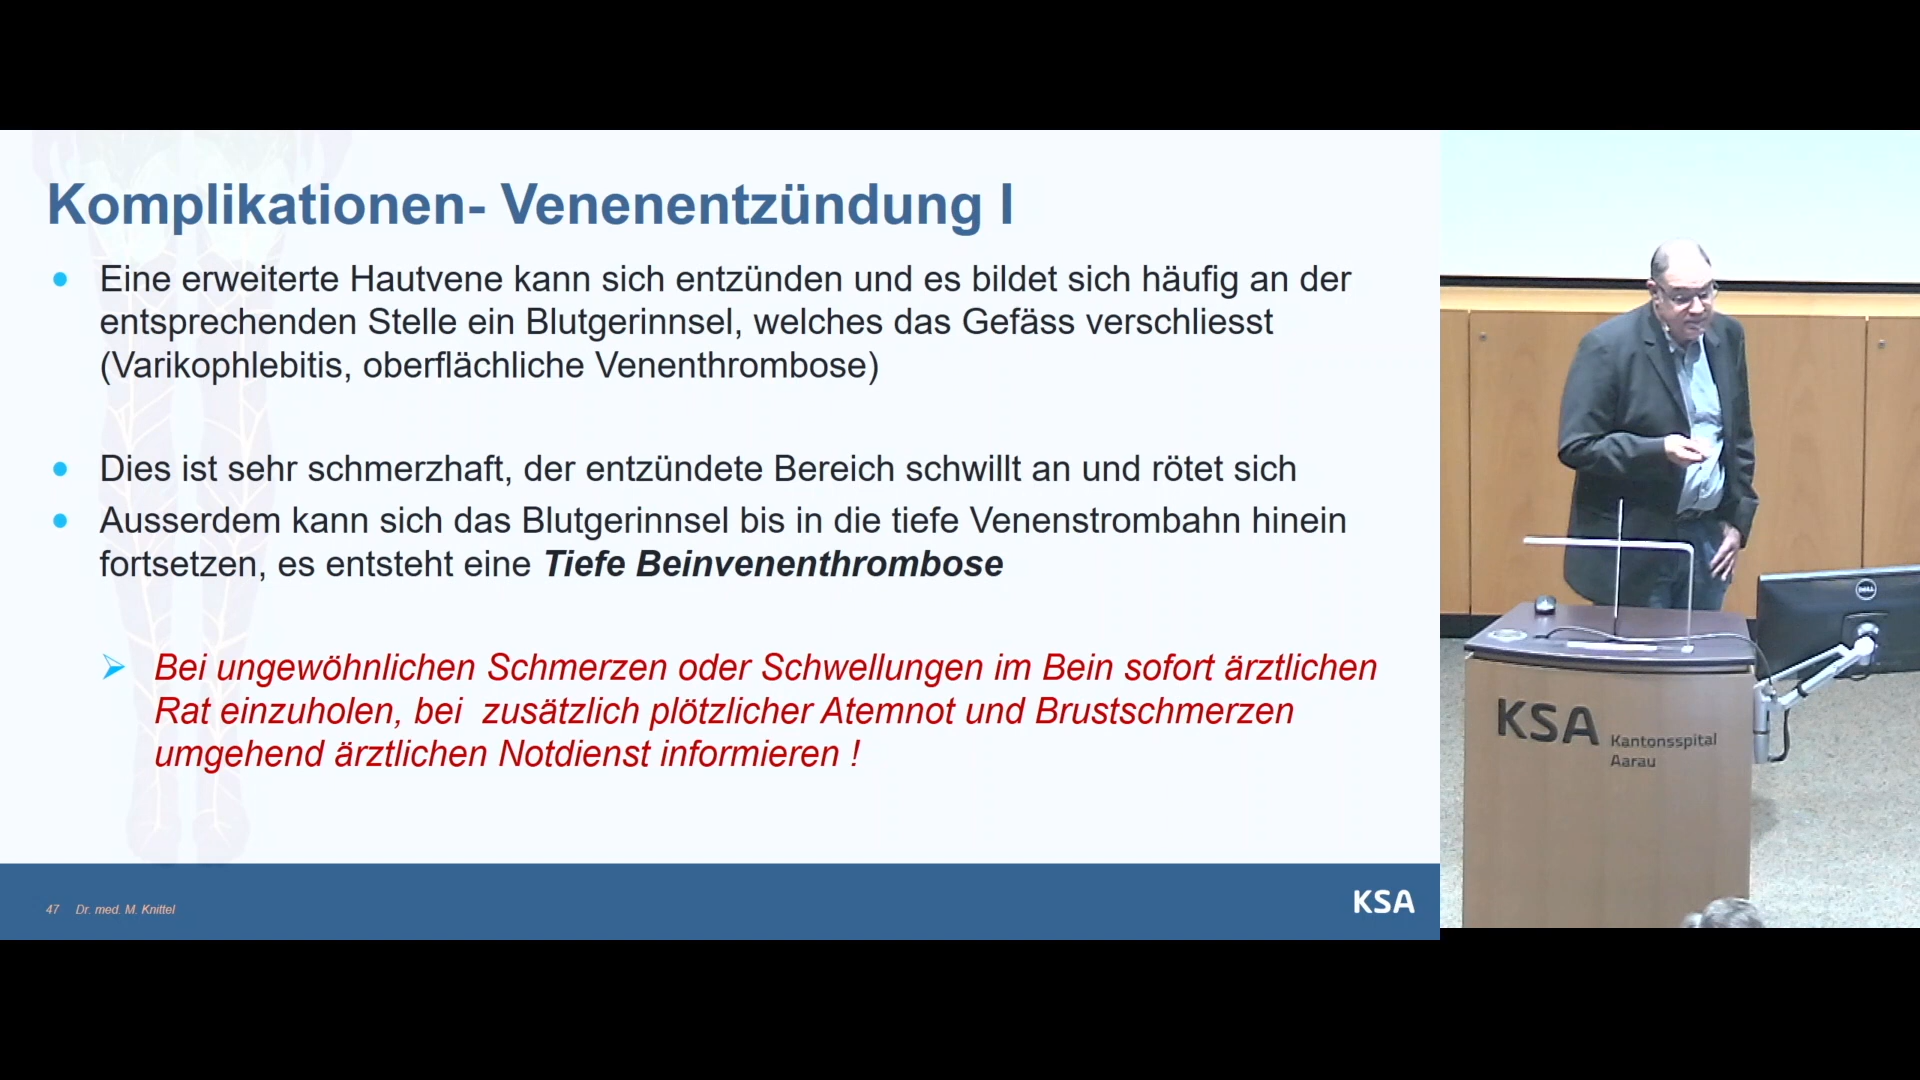 Komplikationen- Venenentzündung I
• Eine erweiterte Hautvene kann sich entzünden und es bildet sich häufig an der
entsprechenden Stelle ein Blutgerinnsel, welches das Gefäss verschliesst
(Varikophlebitis, oberflächliche Venenthrombose)
• Dies ist sehr schmerzhaft, der entzündete Bereich schwillt an und rötet sich
• Ausserdem kann sich das Blutgerinnsel bis in die tiefe Venenstrombahn hinein
fortsetzen, es entsteht eine Tiefe Beinvenenthrombose
➢ Bei ungewöhnlichen Schmerzen oder Schwellungen im Bein sofort ärztlichen
Rat einzuholen, bei  zusätzlich plötzlicher Atemnot und Brustschmerzen
umgehend ärztlichen Notdienst informieren !
47 Dr. med. M. Knittel
KSA
DELL
KSA Kantonsspital
Aarau